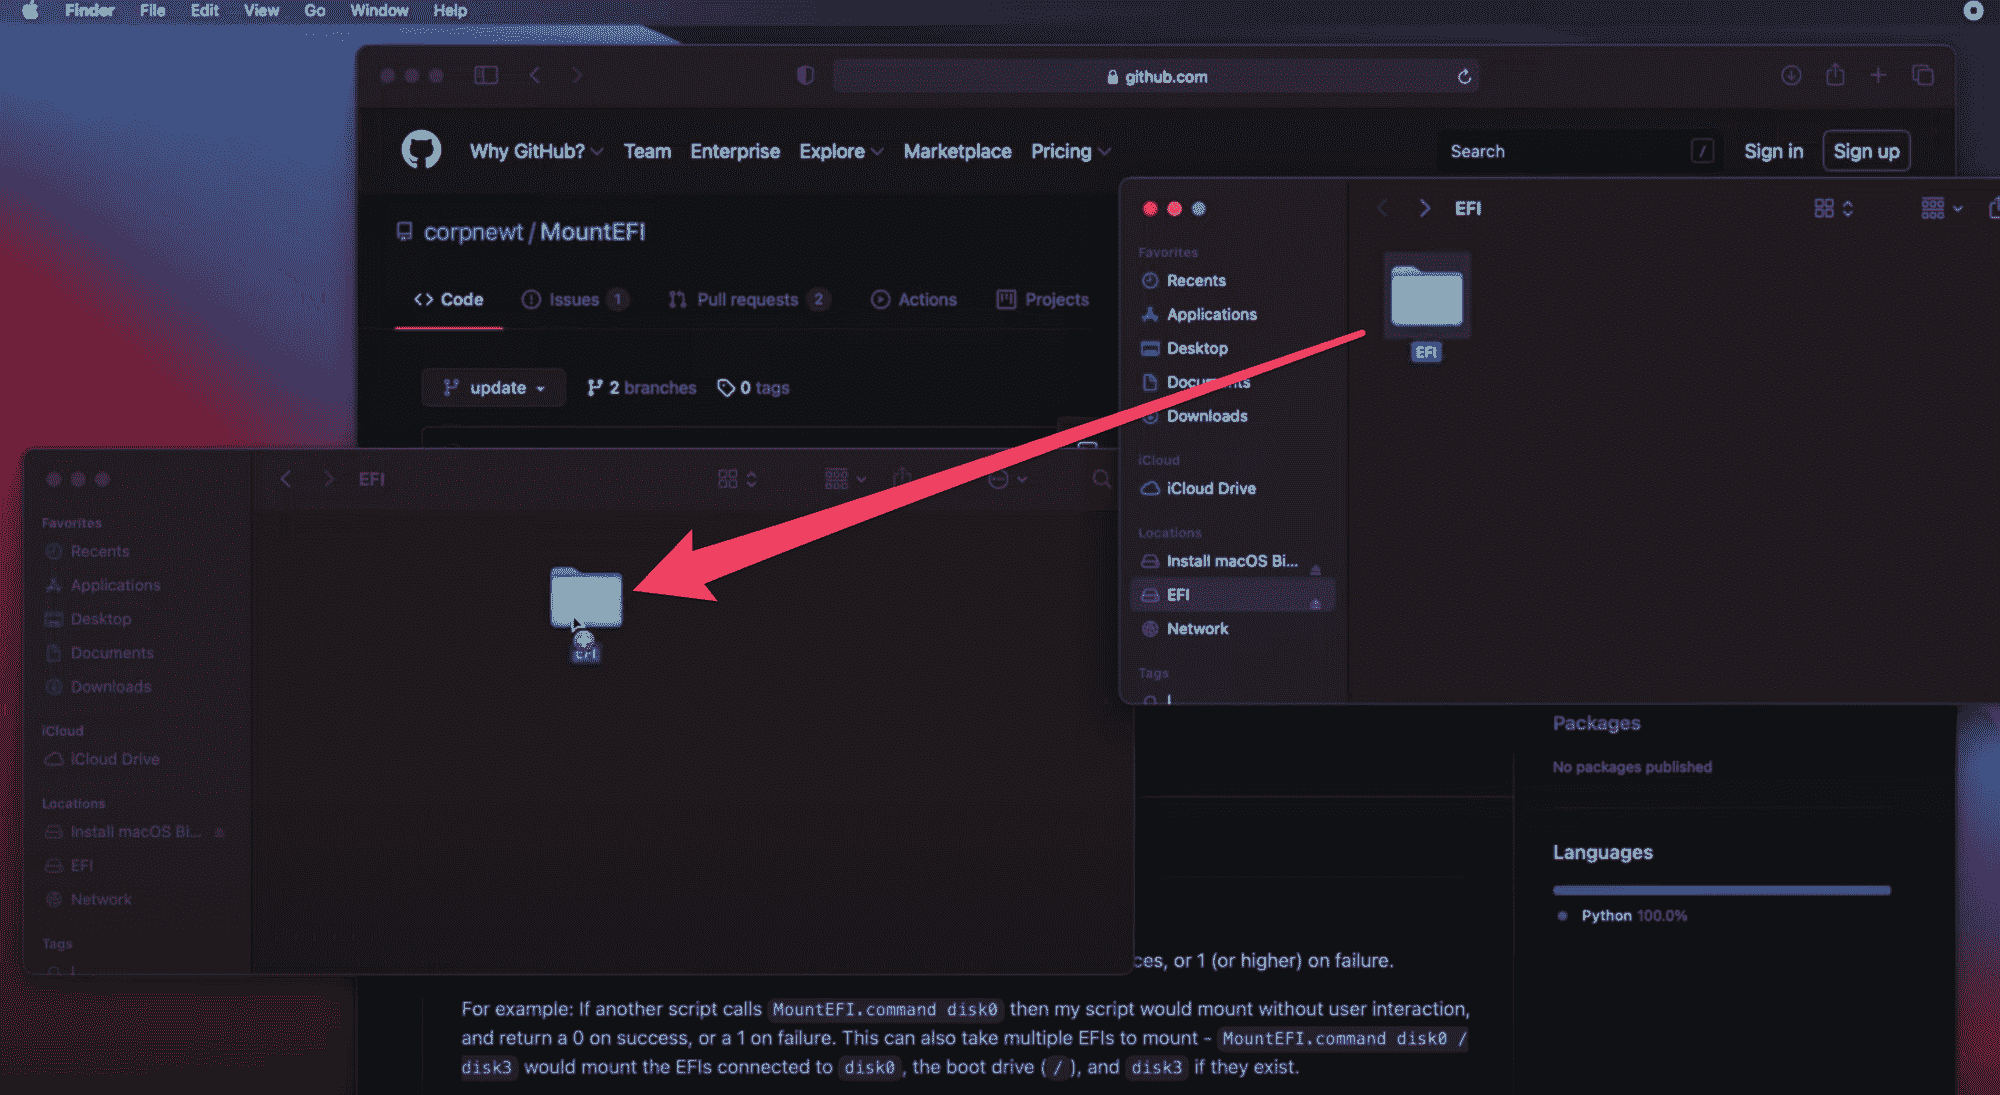 Finder File Edit View Go Window Help
github.com
Why GitHub? Team Enterprise Explore Marketplace Pricing
Search / Sign in Sign up
corpnewt / MountEFI
Code Issues 1 Pull requests 2 Actions Projects
update 2 branches 0 tags
EFI
Favorites
Recents
Applications
Desktop
Documents
Downloads
iCloud
iCloud Drive
Locations
Install macOS Bi...
EFI
Network
Tags
EFI
EFI
Favorites
Recents
Applications
Desktop
Documents
Downloads
iCloud
iCloud Drive
Locations
Install macOS Bi...
EFI
Network
Tags
EFI
Packages
No packages published
Languages
Python 100.0%
ces, or 1 (or higher) on failure.
For example: If another script calls MountEFI.command disk0 then my script would mount without user interaction,
and return a 0 on success, or a 1 on failure. This can also take multiple EFIs to mount - MountEFI.command disk0 /
disk3 would mount the EFIs connected to disk0 , the boot drive ( / ), and disk3 if they exist.